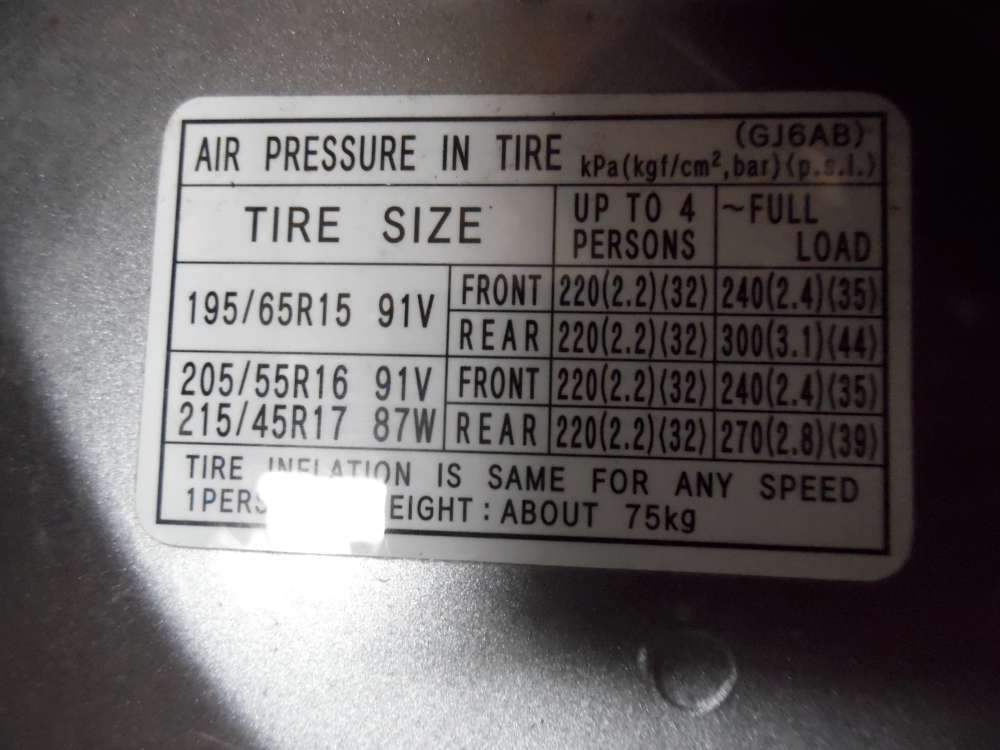 (GJ6AB)
AIR PRESSURE IN TIRE kPa(kgf/cm²,bar)(p.s.i.)
TIRE SIZE UP TO 4 PERSONS ~FULL LOAD
195/65R15 91V FRONT 220(2.2)(32) 240(2.4)(35)
REAR 220(2.2)(32) 300(3.1)(44)
205/55R16 91V FRONT 220(2.2)(32) 240(2.4)(35)
215/45R17 87W REAR 220(2.2)(32) 270(2.8)(39)
TIRE INFLATION IS SAME FOR ANY SPEED
EIGHT : ABOUT 75kg